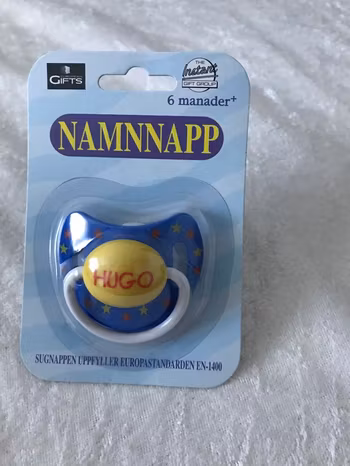 GIFTS
THE
Instant
GIFT GROUP
6 manader+
NAMNNAPP
HUGO
SUGNAPPEN UPPFYLLER EUROPASTANDARDEN EN-1400